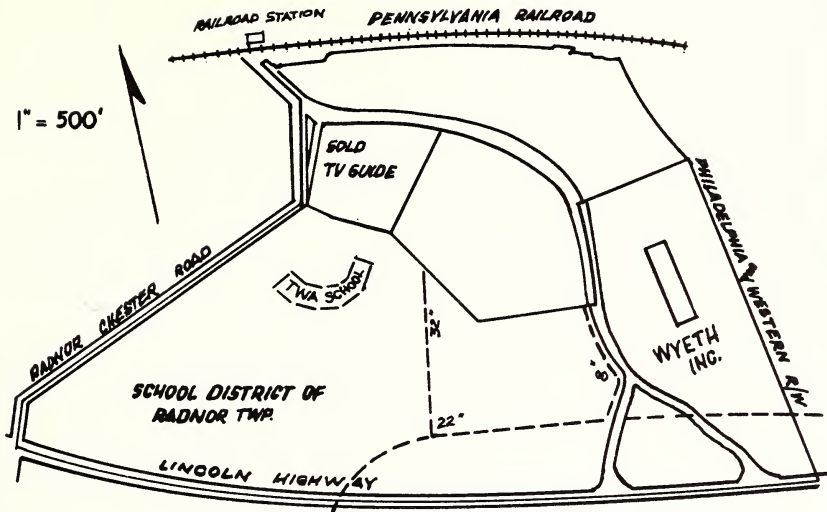 RAILROAD STATION
PENNSYLVANIA RAILROAD
1" = 500'
SOLD
TV GUIDE
PHILADELPHIA & WESTERN R/W
RADNOR CHESTER ROAD
TWA SCHOOL
32"
WYETH
INC.
8"
SCHOOL DISTRICT OF
RADNOR TWP.
22"
LINCOLN HIGHWAY